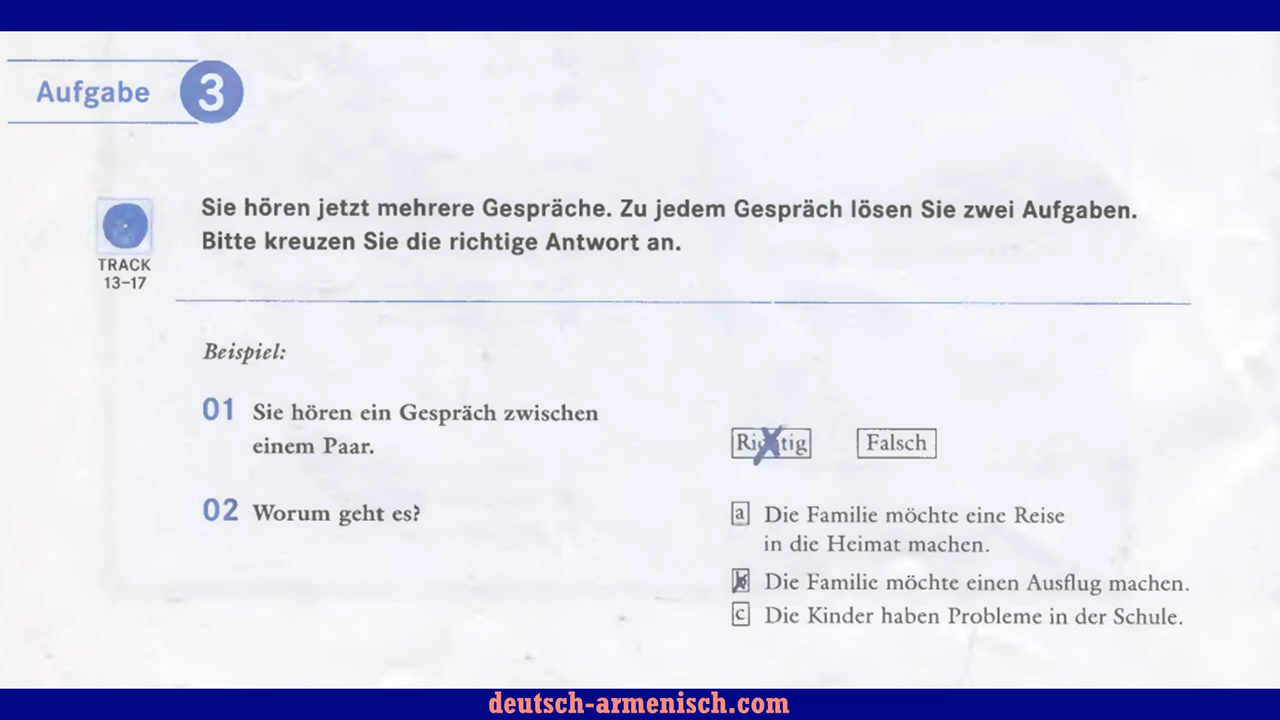 Aufgabe 3
Sie hören jetzt mehrere Gespräche. Zu jedem Gespräch lösen Sie zwei Aufgaben.
Bitte kreuzen Sie die richtige Antwort an.
TRACK
13–17
Beispiel:
01 Sie hören ein Gespräch zwischen
einem Paar.
Richtig Falsch
02 Worum geht es?
a Die Familie möchte eine Reise
in die Heimat machen.
b Die Familie möchte einen Ausflug machen.
c Die Kinder haben Probleme in der Schule.
deutsch-armenisch.com